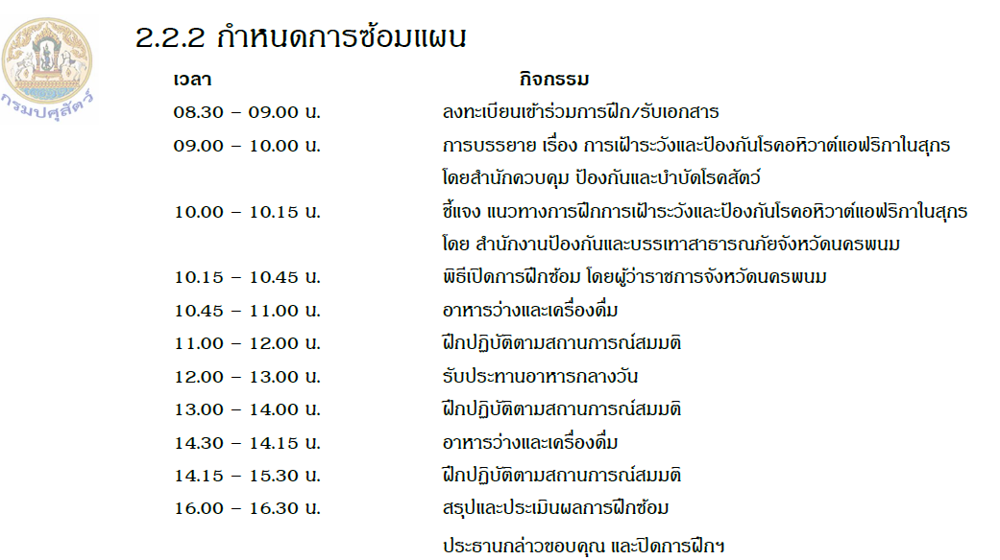 กรมปศุสัตว์
2.2.2 กำหนดการซ้อมแผน
เวลา กิจกรรม
08.30 – 09.00 น. ลงทะเบียนเข้าร่วมการฝึก/รับเอกสาร
09.00 – 10.00 น. การบรรยาย เรื่อง การเฝ้าระวังและป้องกันโรคอหิวาต์แอฟริกาในสุกร
โดยสำนักควบคุม ป้องกันและบำบัดโรคสัตว์
10.00 – 10.15 น. ชี้แจง แนวทางการฝึกการเฝ้าระวังและป้องกันโรคอหิวาต์แอฟริกาในสุกร
โดย สำนักงานป้องกันและบรรเทาสาธารณภัยจังหวัดนครพนม
10.15 – 10.45 น. พิธีเปิดการฝึกซ้อม โดยผู้ว่าราชการจังหวัดนครพนม
10.45 – 11.00 น. อาหารว่างและเครื่องดื่ม
11.00 – 12.00 น. ฝึกปฏิบัติตามสถานการณ์สมมติ
12.00 – 13.00 น. รับประทานอาหารกลางวัน
13.00 – 14.00 น. ฝึกปฏิบัติตามสถานการณ์สมมติ
14.30 – 14.15 น. อาหารว่างและเครื่องดื่ม
14.15 – 15.30 น. ฝึกปฏิบัติตามสถานการณ์สมมติ
16.00 – 16.30 น. สรุปและประเมินผลการฝึกซ้อม
ประธานกล่าวขอบคุณ และปิดการฝึกฯ